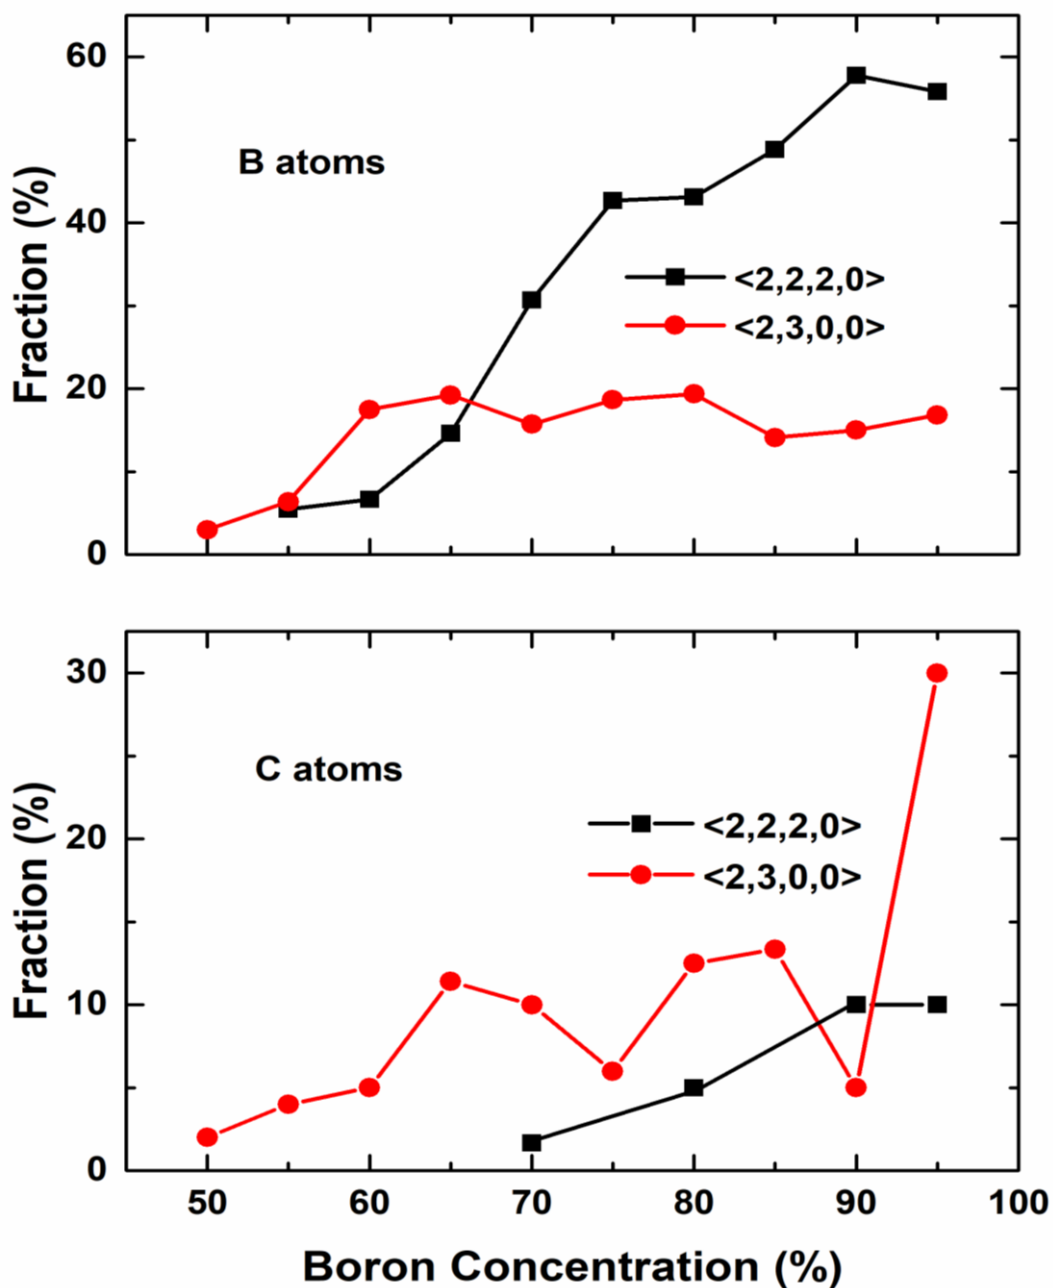 60
B atoms
40
<2,2,2,0>
<2,3,0,0>
20
0
Fraction (%)
30
C atoms
<2,2,2,0>
20
<2,3,0,0>
10
0
Fraction (%)
50 60 70 80 90 100
Boron Concentration (%)